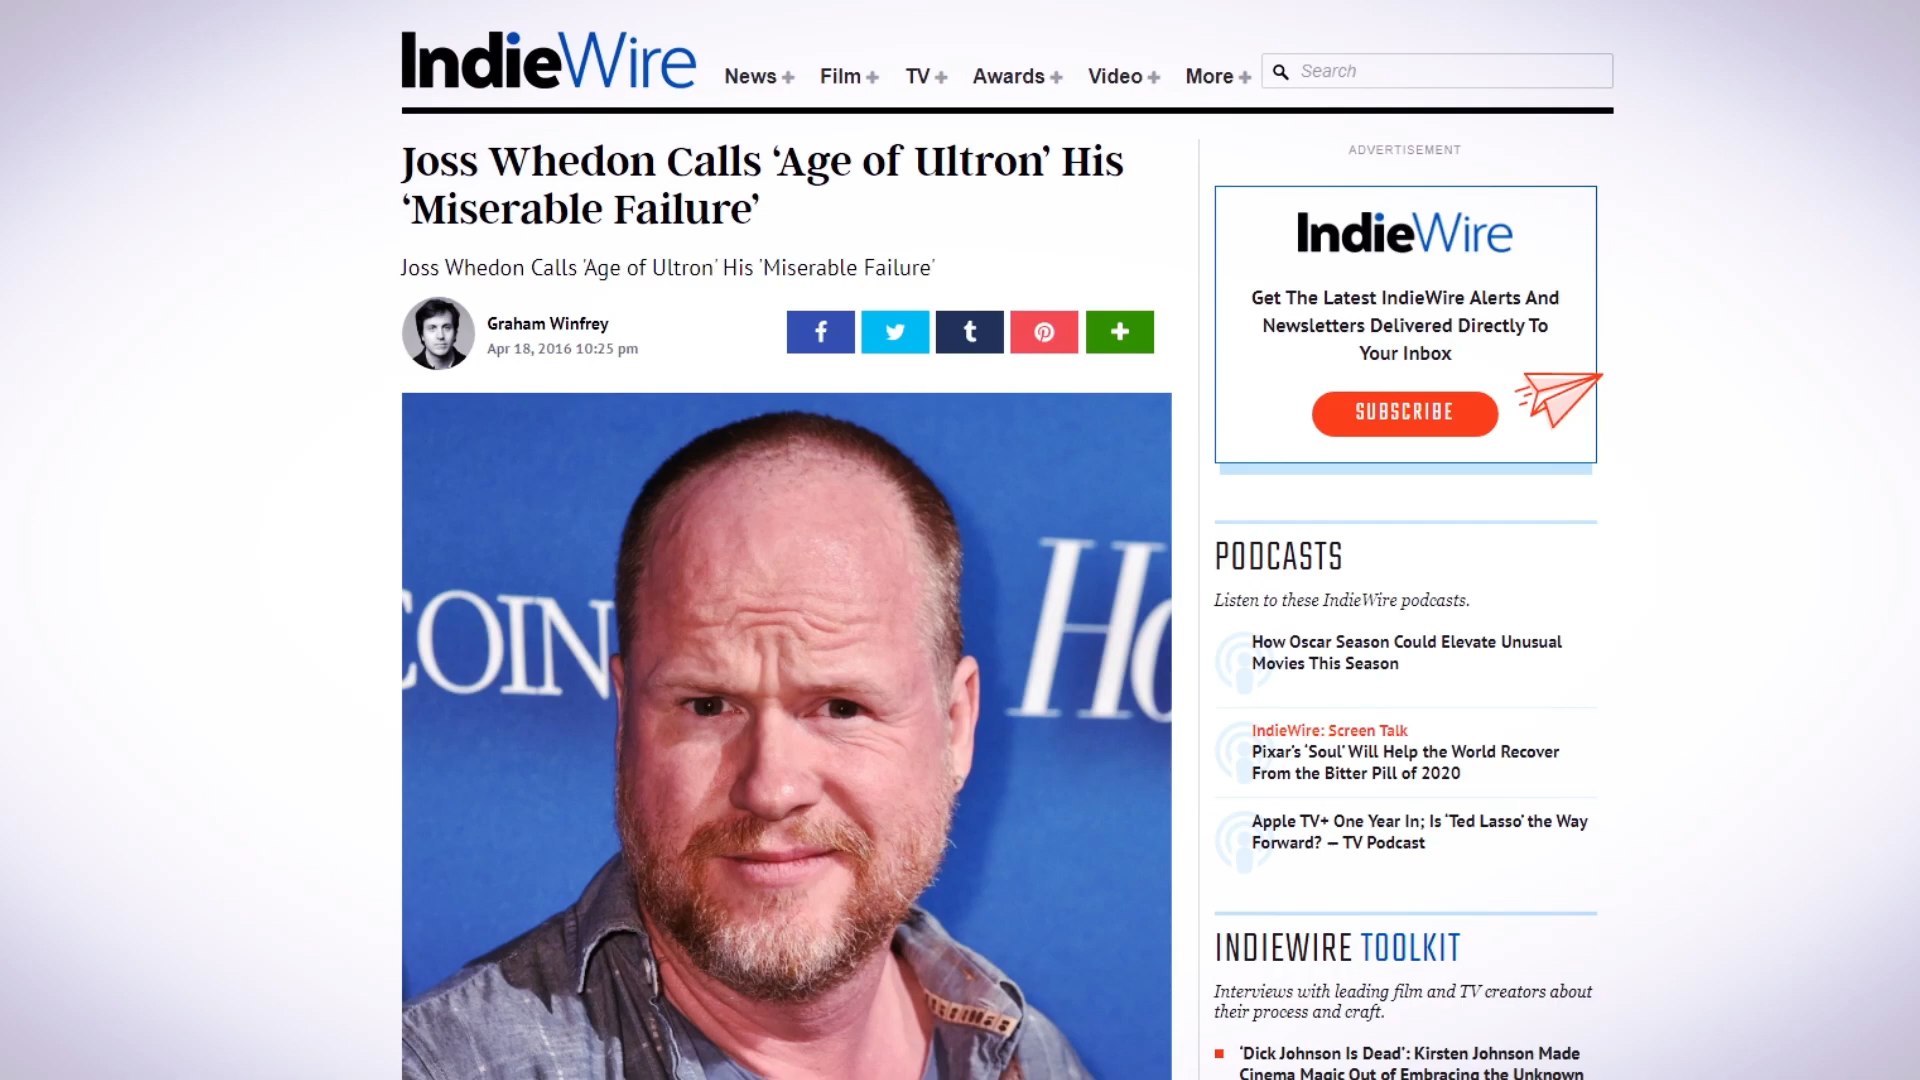 IndieWire
News + Film + TV + Awards + Video + More + Search
Joss Whedon Calls ‘Age of Ultron’ His
‘Miserable Failure’
Joss Whedon Calls 'Age of Ultron' His 'Miserable Failure'
Graham Winfrey
Apr 18, 2016 10:25 pm
f t +
COIN
Ho
ADVERTISEMENT
IndieWire
Get The Latest IndieWire Alerts And
Newsletters Delivered Directly To
Your Inbox
SUBSCRIBE
PODCASTS
Listen to these IndieWire podcasts.
How Oscar Season Could Elevate Unusual
Movies This Season
IndieWire: Screen Talk
Pixar’s ‘Soul’ Will Help the World Recover
From the Bitter Pill of 2020
Apple TV+ One Year In; Is ‘Ted Lasso’ the Way
Forward? — TV Podcast
INDIEWIRE TOOLKIT
Interviews with leading film and TV creators about
their process and craft.
‘Dick Johnson Is Dead’: Kirsten Johnson Made
Cinema Magic Out of Embracing the Unknown